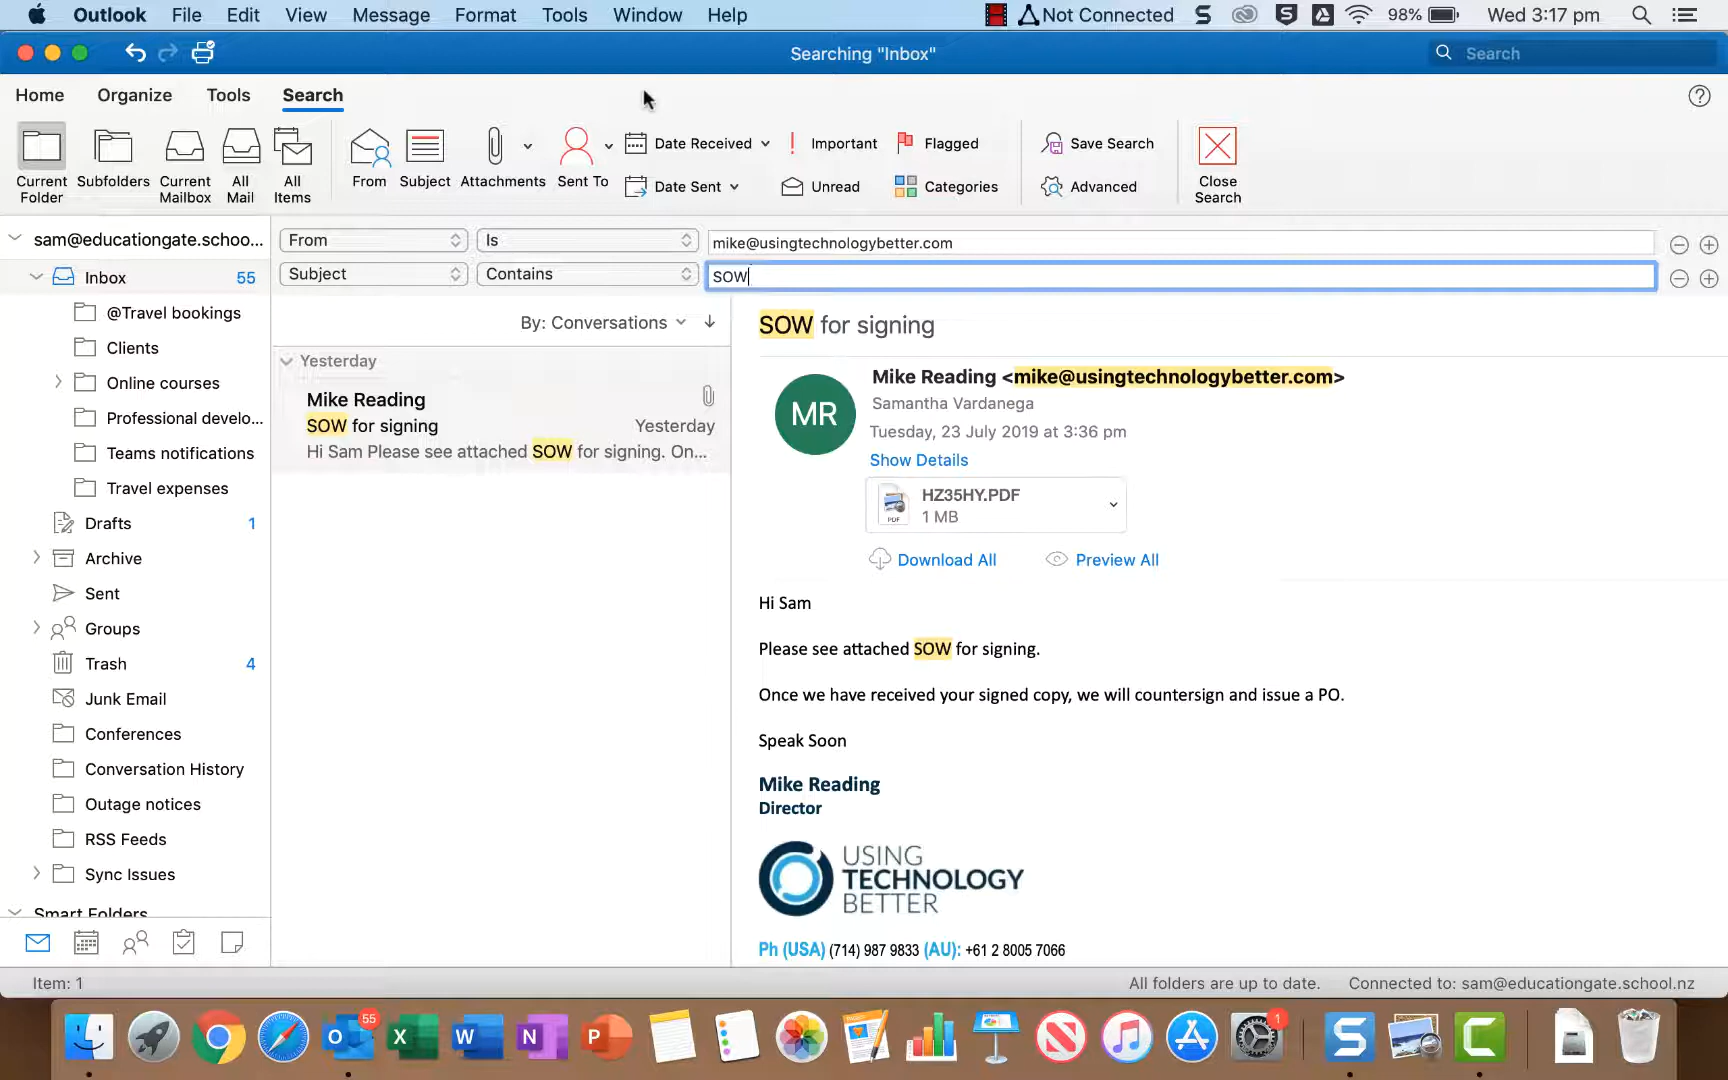 Outlook File Edit View Message Format Tools Window Help Not Connected 98% Wed 3:17 pm
Searching "Inbox" Search
Home Organize Tools Search
Current Folder Subfolders Current Mailbox All Mail All Items From Subject Attachments Sent To
Date Received Important Flagged Save Search
Date Sent Unread Categories Advanced Close Search
sam@educationgate.schoo... From Is mike@usingtechnologybetter.com
Subject Contains SOW
Inbox 55
@Travel bookings
Clients
Online courses
Professional develo...
Teams notifications
Travel expenses
Drafts 1
Archive
Sent
Groups
Trash 4
Junk Email
Conferences
Conversation History
Outage notices
RSS Feeds
Sync Issues
Smart Folders
By: Conversations
Yesterday
Mike Reading
SOW for signing Yesterday
Hi Sam Please see attached SOW for signing. On...
SOW for signing
MR
Mike Reading <mike@usingtechnologybetter.com>
Samantha Vardanega
Tuesday, 23 July 2019 at 3:36 pm
Show Details
PDF
HZ35HY.PDF
1 MB
Download All Preview All
Hi Sam
Please see attached SOW for signing.
Once we have received your signed copy, we will countersign and issue a PO.
Speak Soon
Mike Reading
Director
USING
TECHNOLOGY
BETTER
Ph (USA) (714) 987 9833 (AU): +61 2 8005 7066
Item: 1 All folders are up to date. Connected to: sam@educationgate.school.nz
55 1